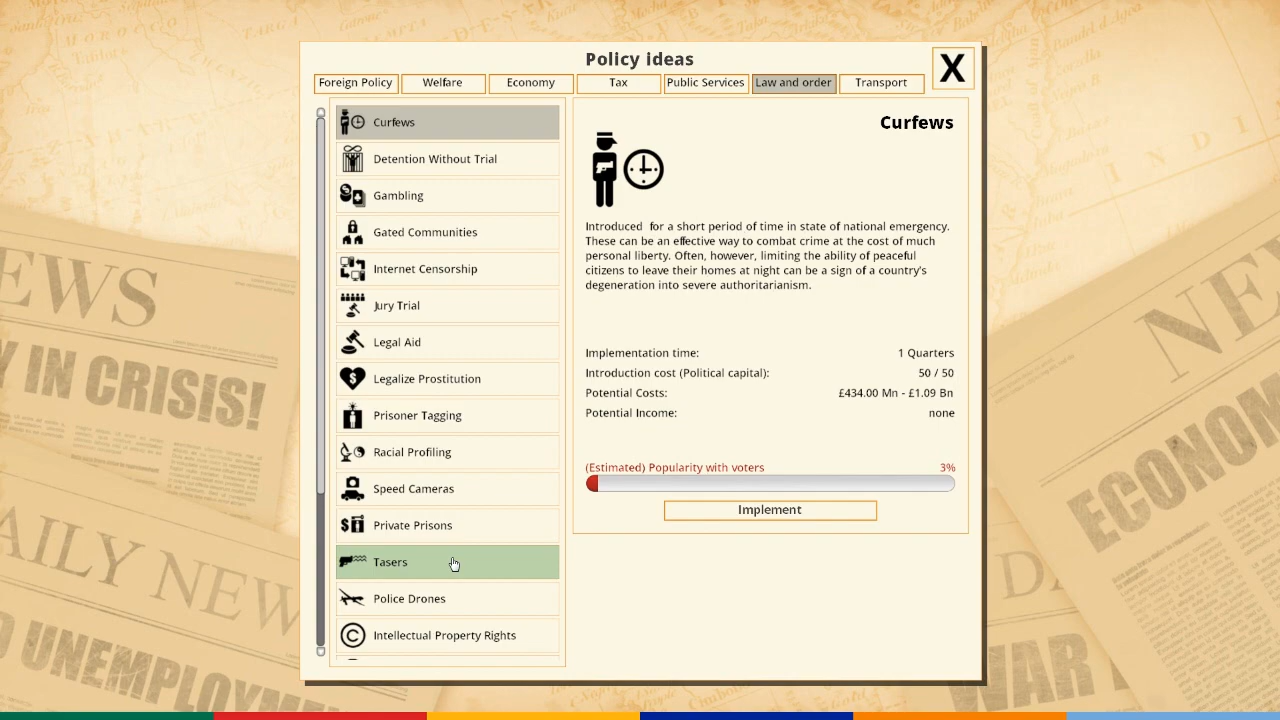 Policy ideas
X
Foreign Policy
Welfare
Economy
Tax
Public Services
Law and order
Transport
Curfews
Detention Without Trial
Gambling
Gated Communities
Internet Censorship
Jury Trial
Legal Aid
Legalize Prostitution
Prisoner Tagging
Racial Profiling
Speed Cameras
Private Prisons
Tasers
Police Drones
Intellectual Property Rights
Curfews
Introduced for a short period of time in state of national emergency.
These can be an effective way to combat crime at the cost of much
personal liberty. Often, however, limiting the ability of peaceful
citizens to leave their homes at night can be a sign of a country's
degeneration into severe authoritarianism.
Implementation time: 1 Quarters
Introduction cost (Political capital): 50 / 50
Potential Costs: £434.00 Mn - £1.09 Bn
Potential Income: none
(Estimated) Popularity with voters 3%
Implement
EWS
Y IN CRISIS!
AILY NEW
D UNEMPLOYM
NE
ECONOM
WAR